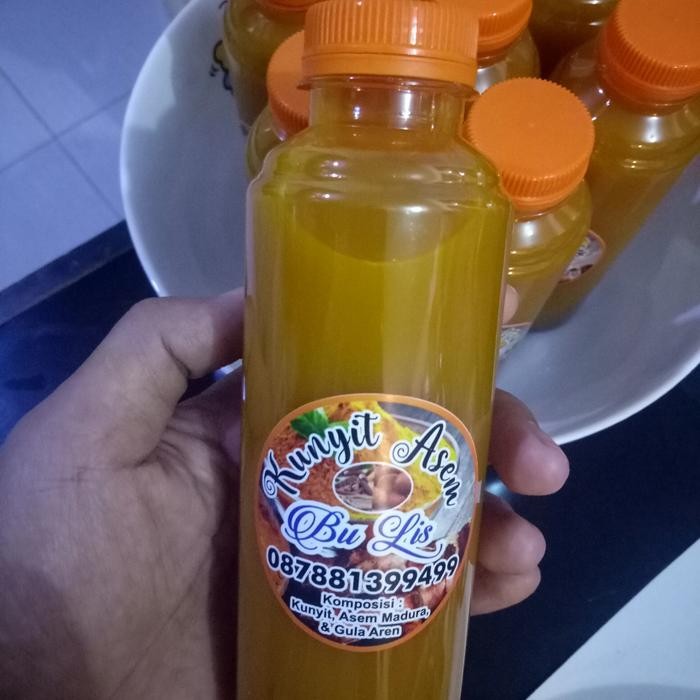 Kunyit Asem
Bu Lis
087881399499
Komposisi :
Kunyit, Asem Madura,
& Gula Aren